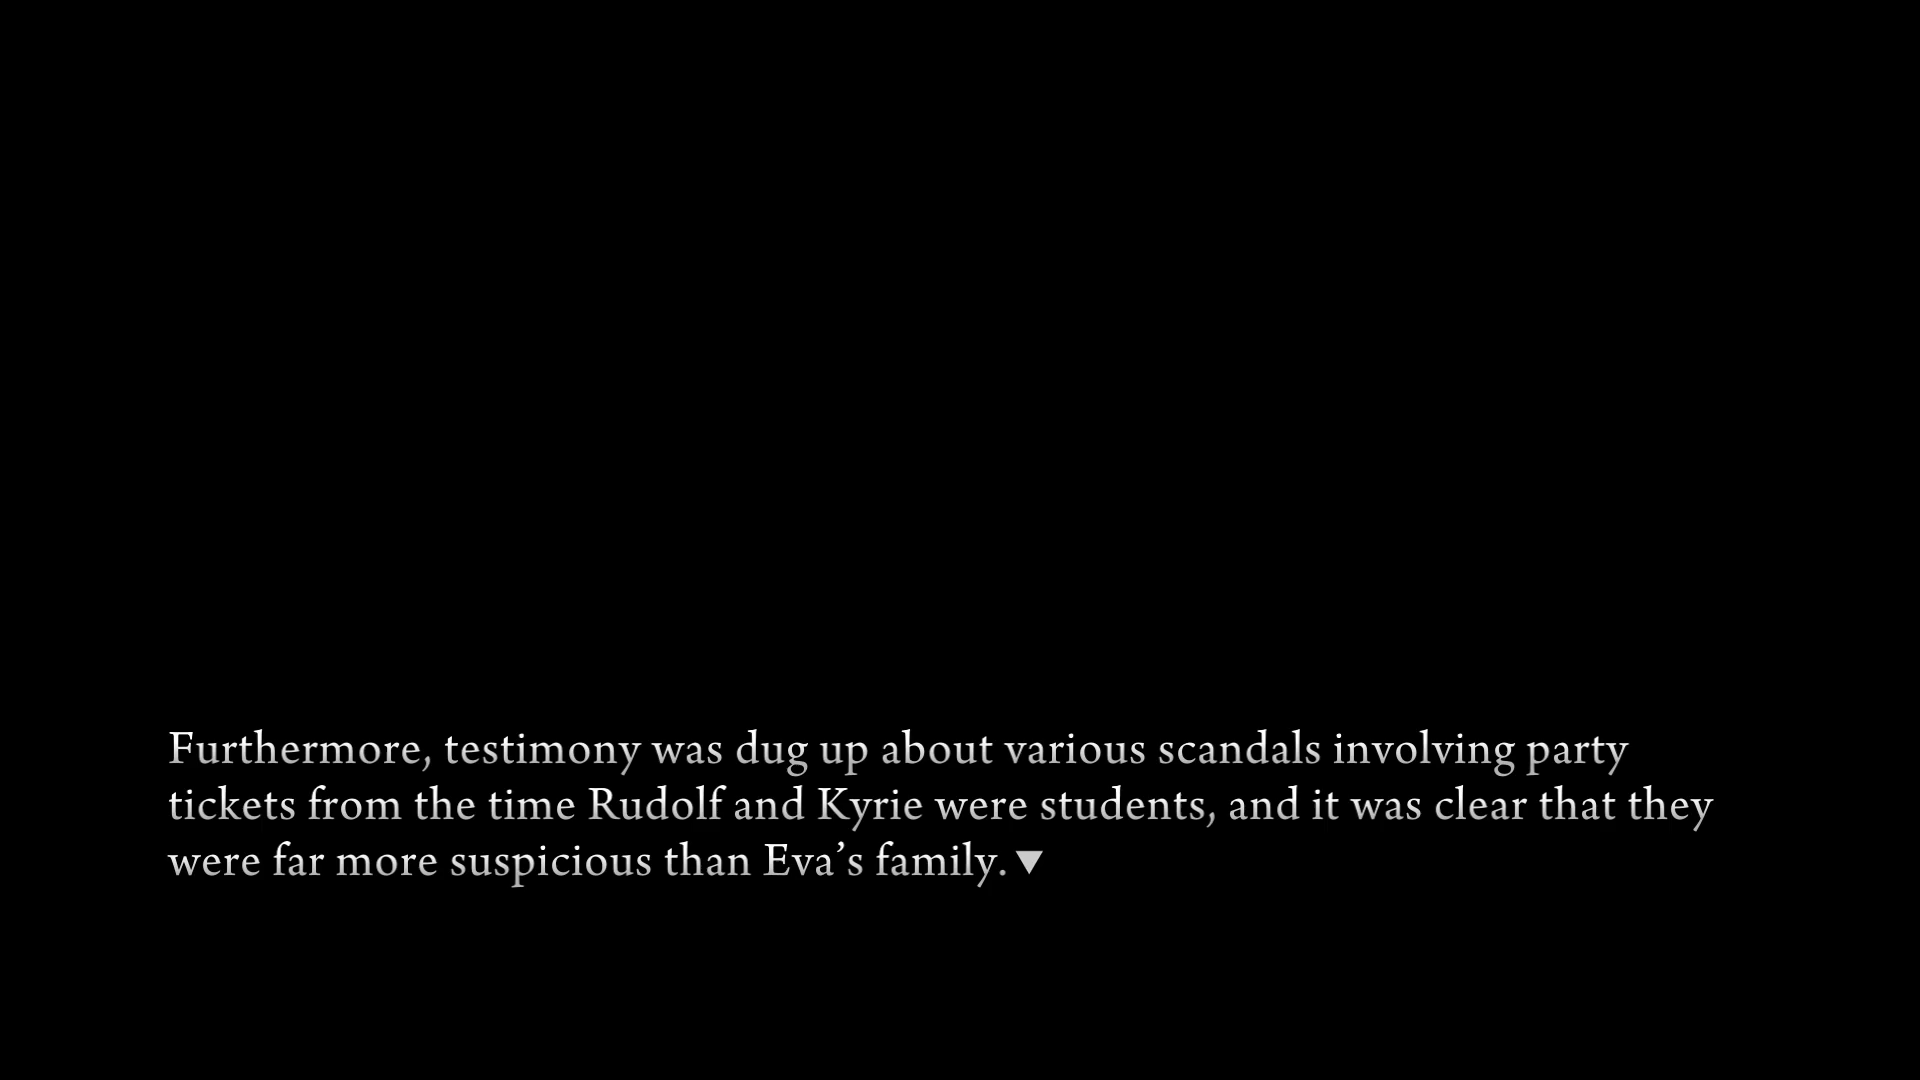 Furthermore, testimony was dug up about various scandals involving party
tickets from the time Rudolf and Kyrie were students, and it was clear that they
were far more suspicious than Eva’s family.